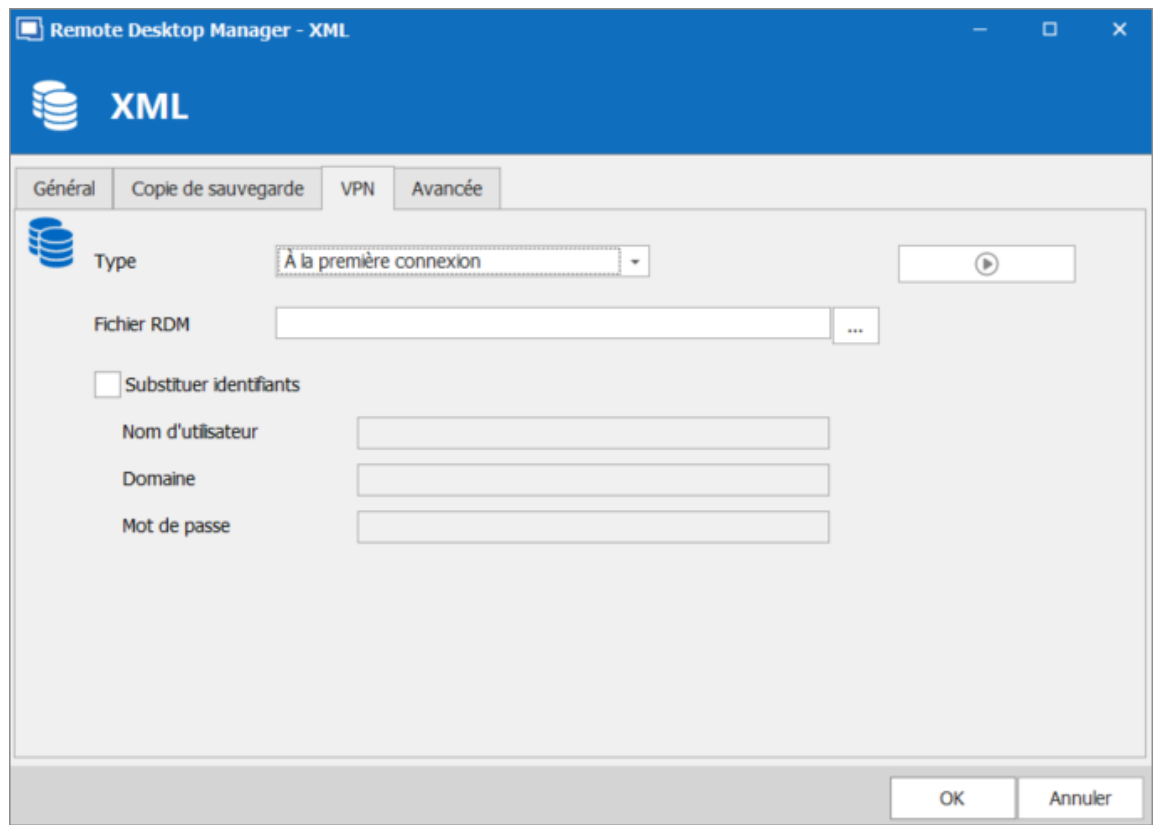 Remote Desktop Manager - XML
XML
Général Copie de sauvegarde VPN Avancée
Type À la première connexion
Fichier RDM ...
Substituer identifiants
Nom d'utilisateur
Domaine
Mot de passe
OK Annuler